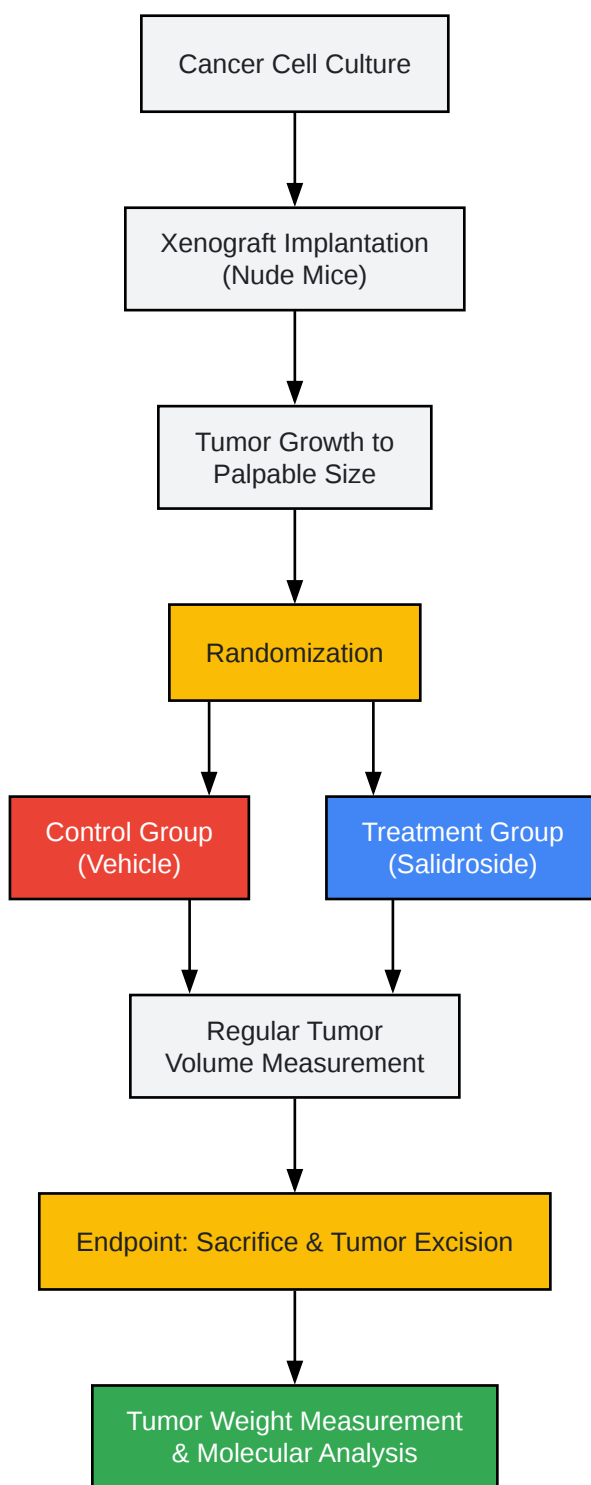 Cancer Cell Culture
Xenograft Implantation
(Nude Mice)
Tumor Growth to
Palpable Size
Randomization
Control Group
(Vehicle)
Treatment Group
(Salidroside)
Regular Tumor
Volume Measurement
Endpoint: Sacrifice & Tumor Excision
Tumor Weight Measurement
& Molecular Analysis